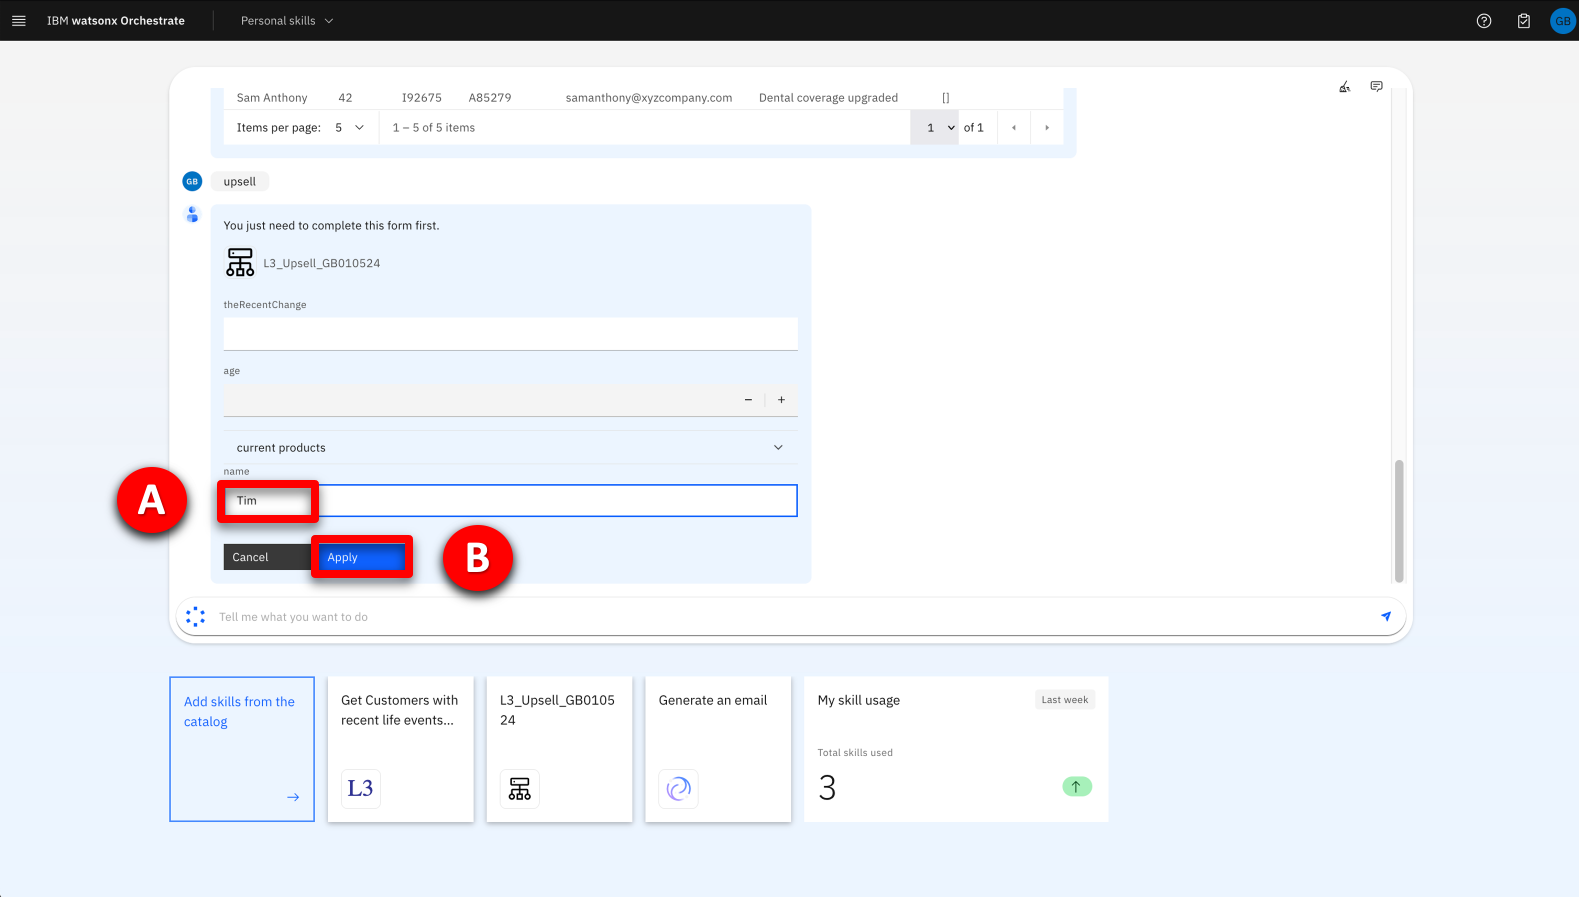 IBM watsonx Orchestrate
Personal skills
GB
Sam Anthony 42 I92675 A85279 samanthony@xyzcompany.com Dental coverage upgraded []
Items per page: 5 1 – 5 of 5 items 1 of 1
GB
upsell
You just need to complete this form first.
L3_Upsell_GB010524
theRecentChange
age
− +
current products
name
A
Tim
Cancel
Apply
B
Tell me what you want to do
Add skills from the
catalog
Get Customers with
recent life events...
L3
L3_Upsell_GB0105
24
Generate an email
My skill usage
Last week
Total skills used
3